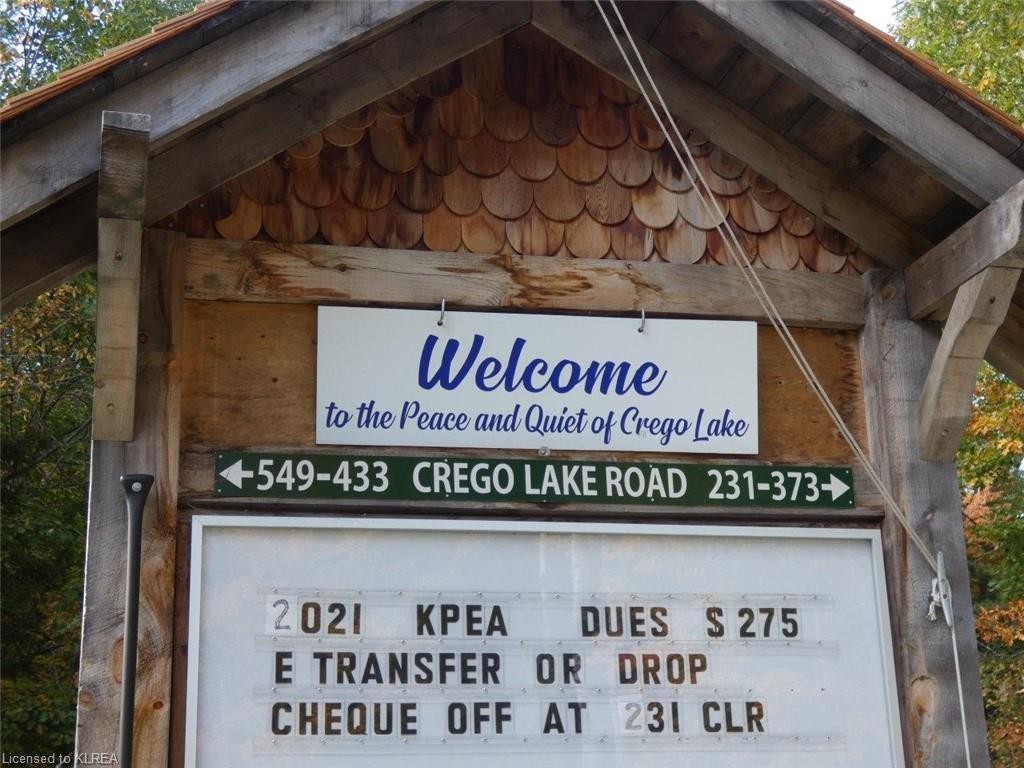 Welcome
to the Peace and Quiet of Crego Lake
←549-433 CREGO LAKE ROAD 231-373→
2021 KPEA DUES $275
E TRANSFER OR DROP
CHEQUE OFF AT 231 CLR
Licensed to KLREA